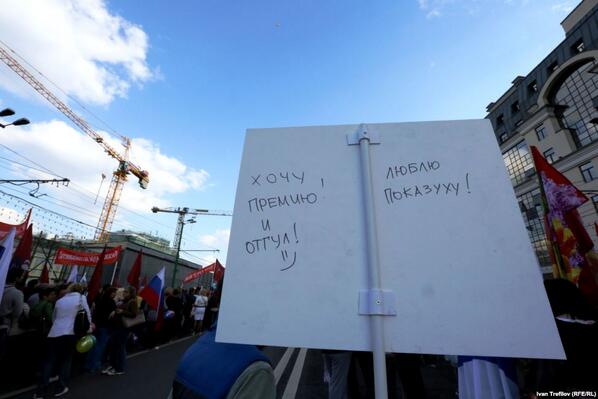 ХОЧУ
ПРЕМИЮ!
И
ОТГУЛ!
=)
ЛЮБЛЮ
ПОКАЗУХУ!
Ivan Trefilov (RFE/RL)